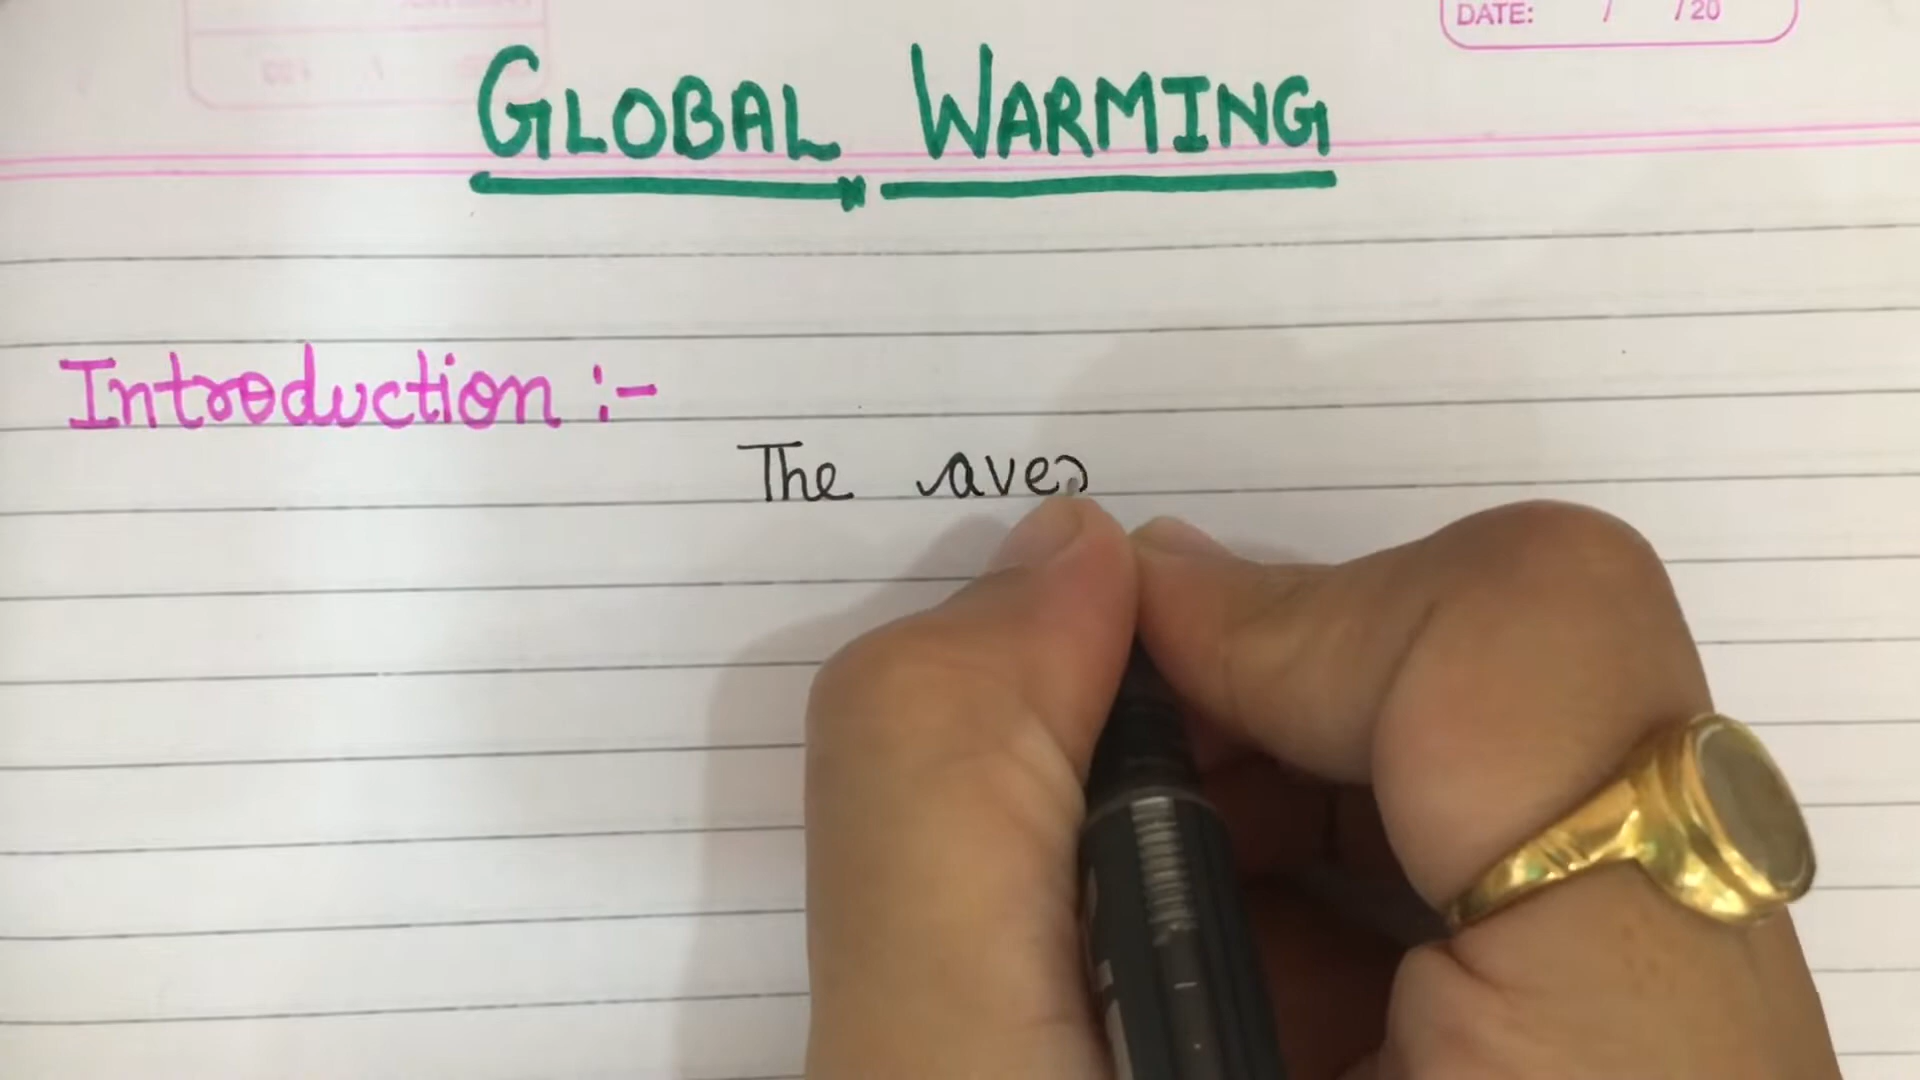 DATE: / /20
GLOBAL WARMING
Introduction :-
The aver